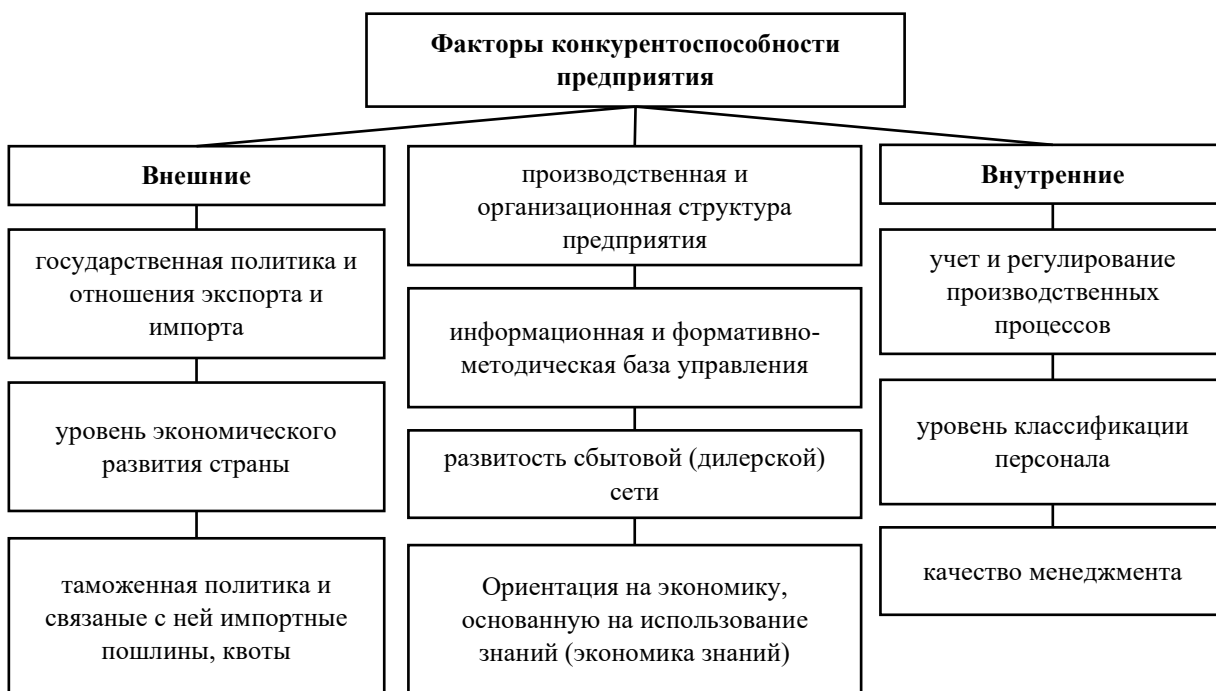 Факторы конкурентоспособности
предприятия
Внешние
государственная политика и
отношения экспорта и
импорта
уровень экономического
развития страны
таможенная политика и
связаные с ней импортные
пошлины, квоты
производственная и
организационная структура
предприятия
информационная и формативно-
методическая база управления
развитость сбытовой (дилерской)
сети
Ориентация на экономику,
основанную на использование
знаний (экономика знаний)
Внутренние
учет и регулирование
производственных
процессов
уровень классификации
персонала
качество менеджмента